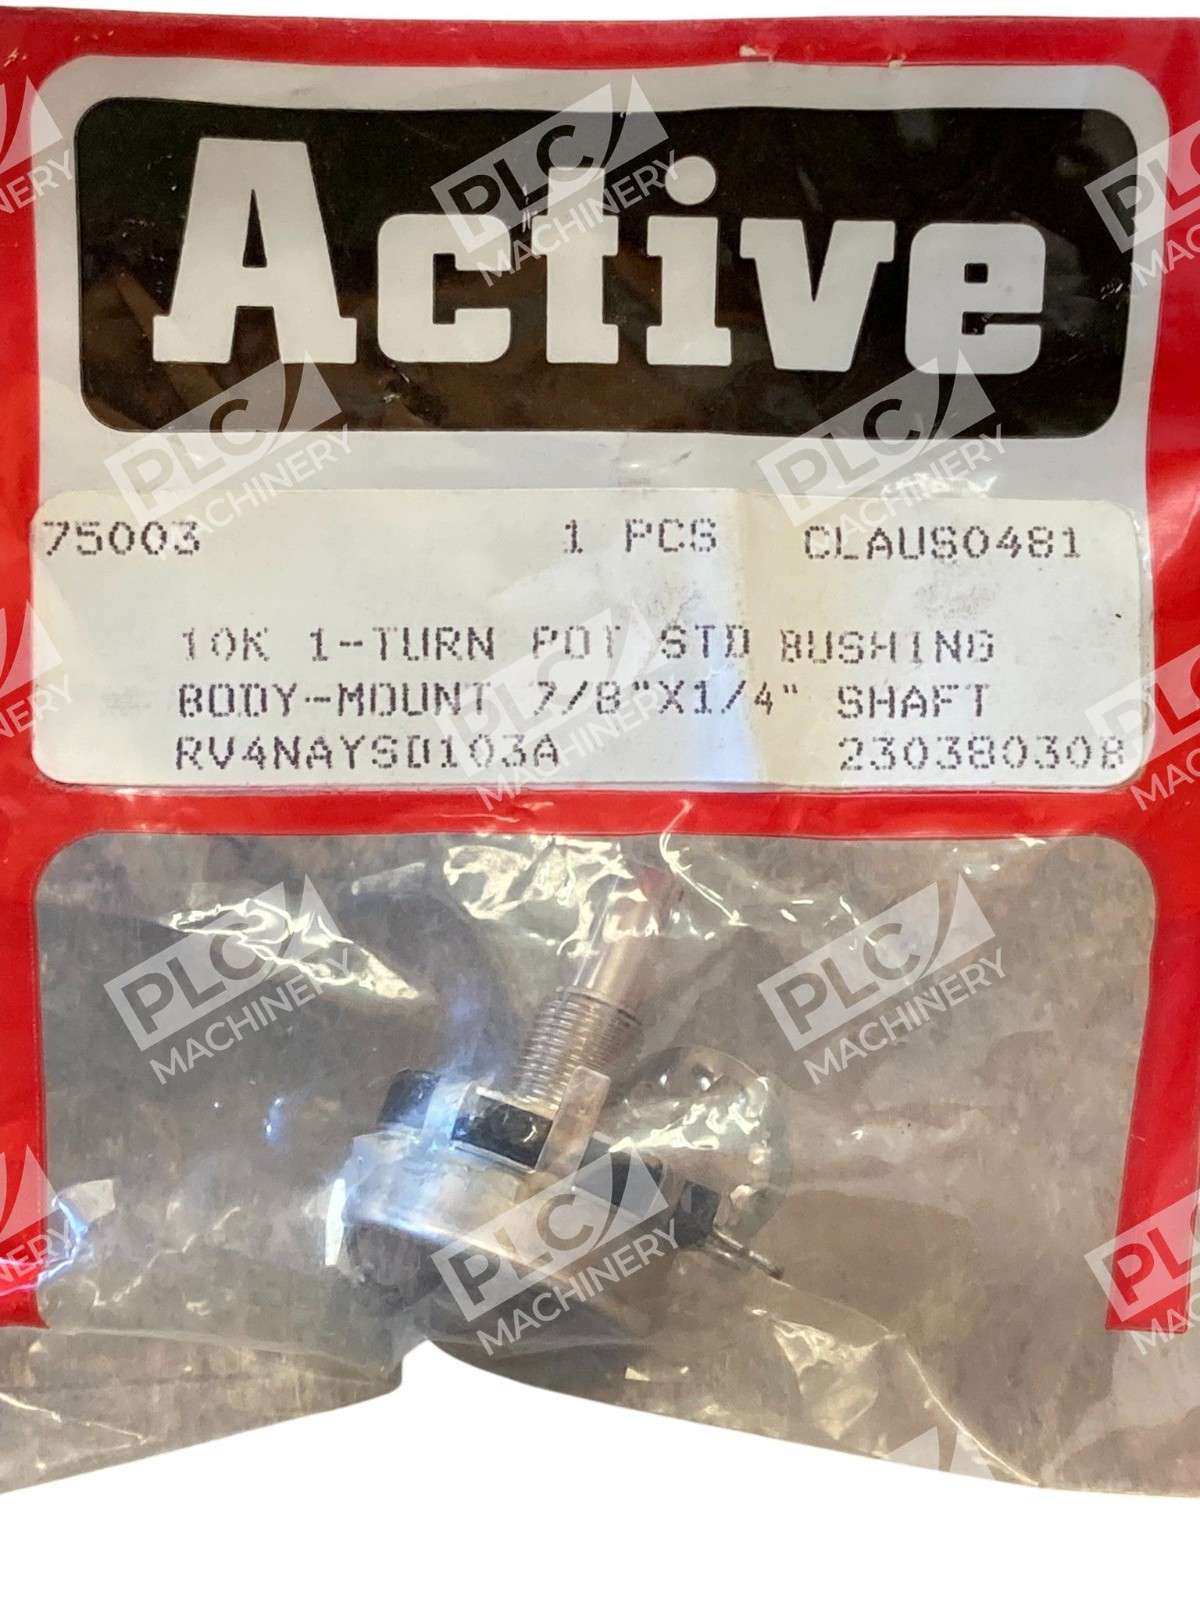 Active
75003 1 PCS CLAUS0481
10K 1-TURN POT STD BUSHING
BODY-MOUNT 7/8"X1/4" SHAFT
RV4NAYSD103A 230380308
PLC MACHINERY